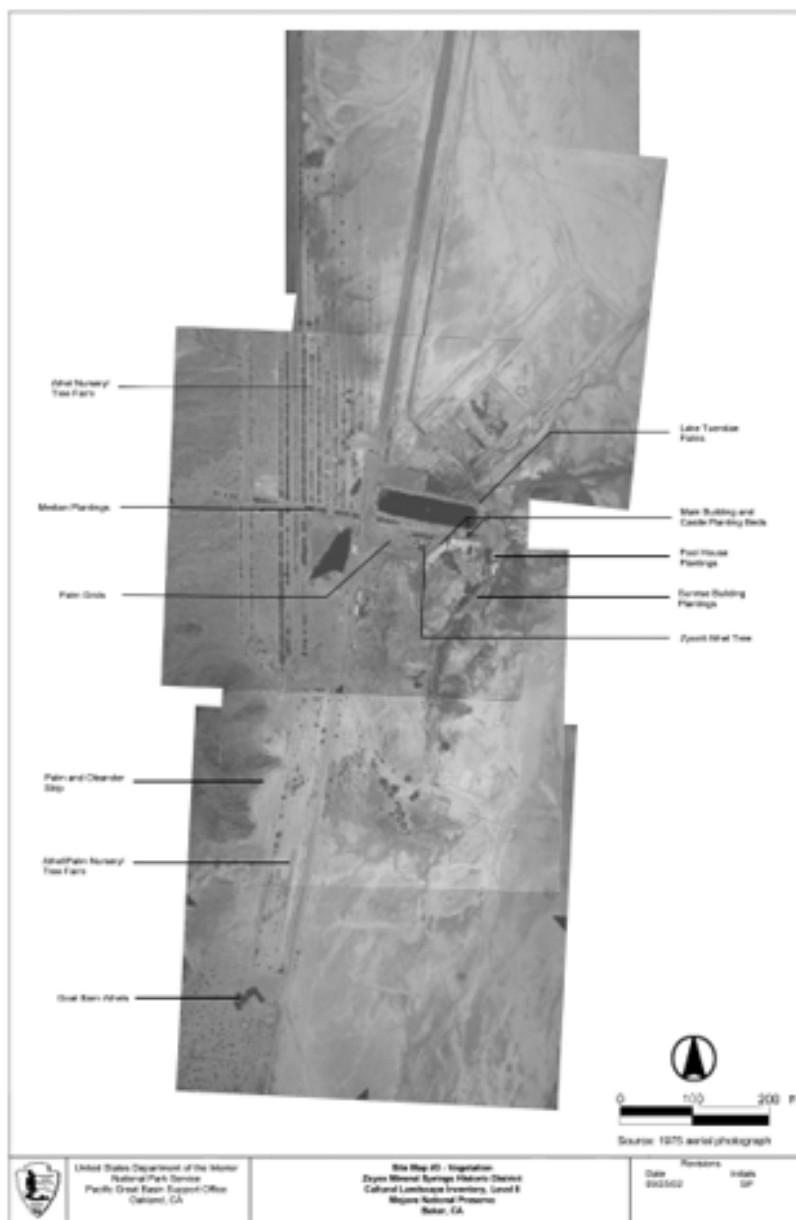 Athel Nursery/
Tree Farm
Lake Tuendae
Palms
Median Plantings
Main Building and
Castle Planting Beds
Pool House
Plantings
Palm Grids
Sunrise Building
Plantings
Athel Tree
Palm and Oleander
Strip
Athel/Palm Nursery/
Tree Farm
Goat Barn Athels
0 100 200 F
Source: 1975 aerial photograph
United States Department of the Interior
National Park Service
Pacific Great Basin Support Office
Oakland, CA
Site Map #3 - Vegetation
Zzyzx Mineral Springs Historic District
Cultural Landscape Inventory, Level II
Mojave National Preserve
Baker, CA
Revisions
Date Initials